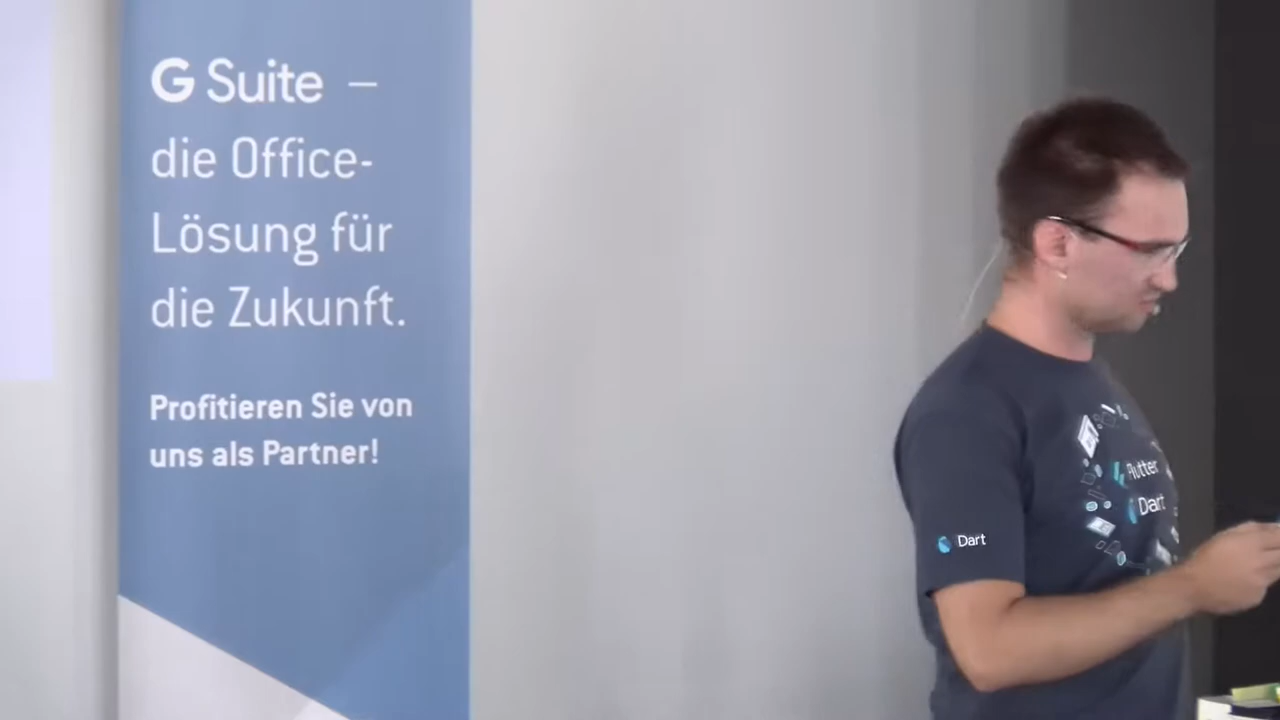 G Suite –
die Office-
Lösung für
die Zukunft.
Profitieren Sie von
uns als Partner!
Flutter
Dart
Dart